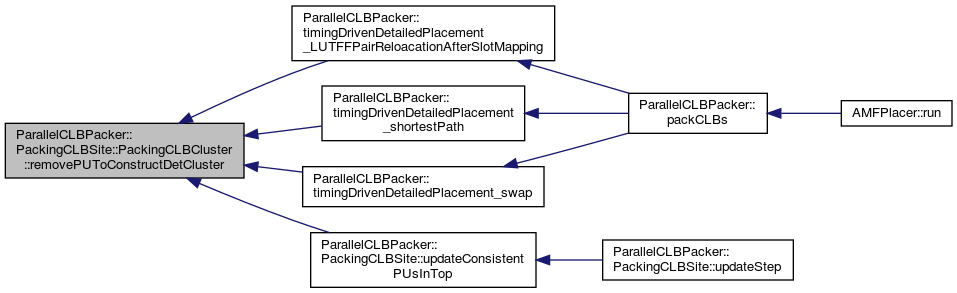 ParallelCLBPacker::
timingDrivenDetailedPlacement
_LUTFFPairReloacationAfterSlotMapping
ParallelCLBPacker::
timingDrivenDetailedPlacement
_shortestPath
ParallelCLBPacker::
packCLBs
AMFPlacer::run
ParallelCLBPacker::
PackingCLBSite::PackingCLBCluster
::removePUToConstructDetCluster
ParallelCLBPacker::
timingDrivenDetailedPlacement_swap
ParallelCLBPacker::
PackingCLBSite::updateConsistent
PUsInTop
ParallelCLBPacker::
PackingCLBSite::updateStep